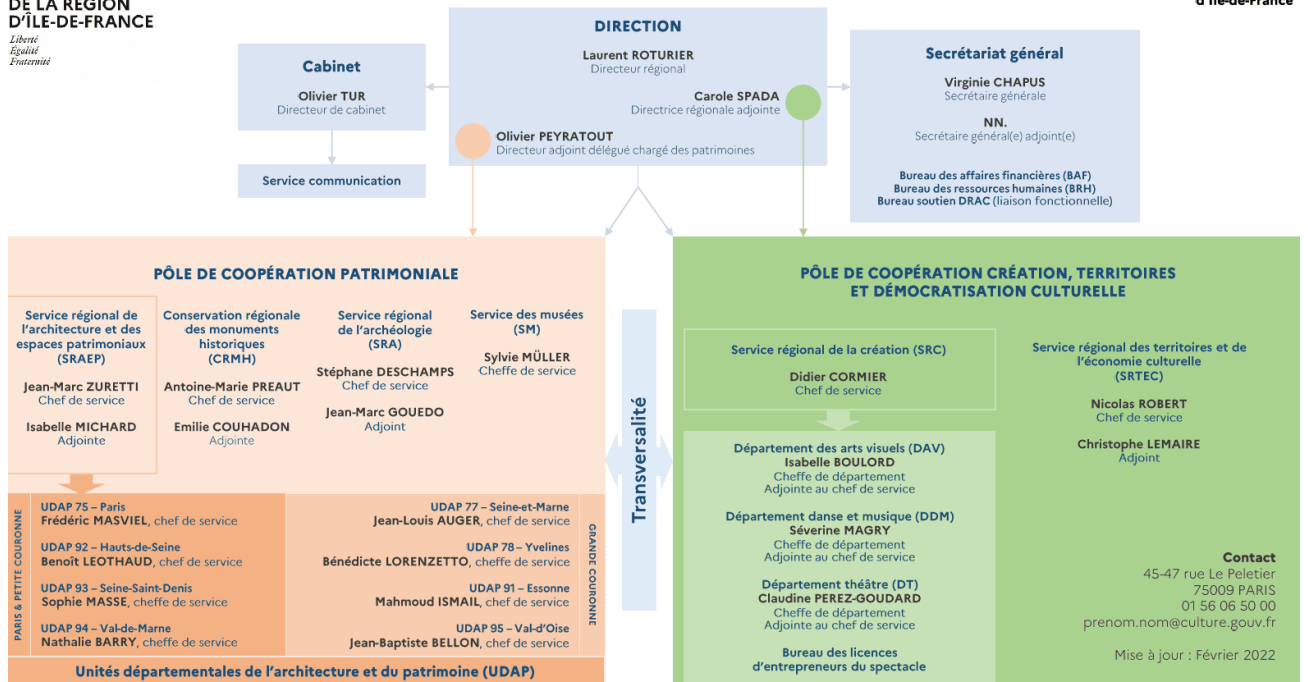 DE LA RÉGION
D'ÎLE-DE-FRANCE
Liberté
Égalité
Fraternité
d'Île-de-France
DIRECTION
Laurent ROTURIER
Directeur régional
Carole SPADA
Directrice régionale adjointe
Olivier PEYRATOUT
Directeur adjoint délégué chargé des patrimoines
Cabinet
Olivier TUR
Directeur de cabinet
Service communication
Secrétariat général
Virginie CHAPUS
Secrétaire générale
NN.
Secrétaire général(e) adjoint(e)
Bureau des affaires financières (BAF)
Bureau des ressources humaines (BRH)
Bureau soutien DRAC (liaison fonctionnelle)
PÔLE DE COOPÉRATION PATRIMONIALE
Service régional de
l'architecture et des
espaces patrimoniaux
(SRAEP)
Jean-Marc ZURETTI
Chef de service
Isabelle MICHARD
Adjointe
Conservation régionale
des monuments
historiques
(CRMH)
Antoine-Marie PREAUT
Chef de service
Emilie COUHADON
Adjointe
Service régional
de l'archéologie
(SRA)
Stéphane DESCHAMPS
Chef de service
Jean-Marc GOUEDO
Adjoint
Service des musées
(SM)
Sylvie MÜLLER
Cheffe de service
PARIS & PETITE COURONNE
UDAP 75 – Paris
Frédéric MASVIEL, chef de service
UDAP 92 – Hauts-de-Seine
Benoît LEOTHAUD, chef de service
UDAP 93 – Seine-Saint-Denis
Sophie MASSE, cheffe de service
UDAP 94 – Val-de-Marne
Nathalie BARRY, cheffe de service
UDAP 77 – Seine-et-Marne
Jean-Louis AUGER, chef de service
UDAP 78 – Yvelines
Bénédicte LORENZETTO, cheffe de service
UDAP 91 – Essonne
Mahmoud ISMAIL, chef de service
UDAP 95 – Val-d'Oise
Jean-Baptiste BELLON, chef de service
GRANDE COURONNE
Unités départementales de l'architecture et du patrimoine (UDAP)
Transversalité
PÔLE DE COOPÉRATION CRÉATION, TERRITOIRES
ET DÉMOCRATISATION CULTURELLE
Service régional de la création (SRC)
Didier CORMIER
Chef de service
Département des arts visuels (DAV)
Isabelle BOULORD
Cheffe de département
Adjointe au chef de service
Département danse et musique (DDM)
Séverine MAGRY
Cheffe de département
Adjointe au chef de service
Département théâtre (DT)
Claudine PEREZ-GOUDARD
Cheffe de département
Adjointe au chef de service
Bureau des licences
d'entrepreneurs du spectacle
Service régional des territoires et de
l'économie culturelle
(SRTEC)
Nicolas ROBERT
Chef de service
Christophe LEMAIRE
Adjoint
Contact
45-47 rue Le Peletier
75009 PARIS
01 56 06 50 00
prenom.nom@culture.gouv.fr
Mise à jour : Février 2022